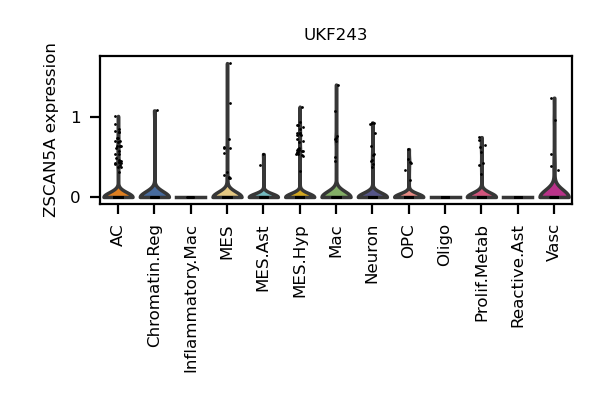 UKF243
ZSCAN5A expression
1
0
AC
Chromatin.Reg
Inflammatory.Mac
MES
MES.Ast
MES.Hyp
Mac
Neuron
OPC
Oligo
Prolif.Metab
Reactive.Ast
Vasc